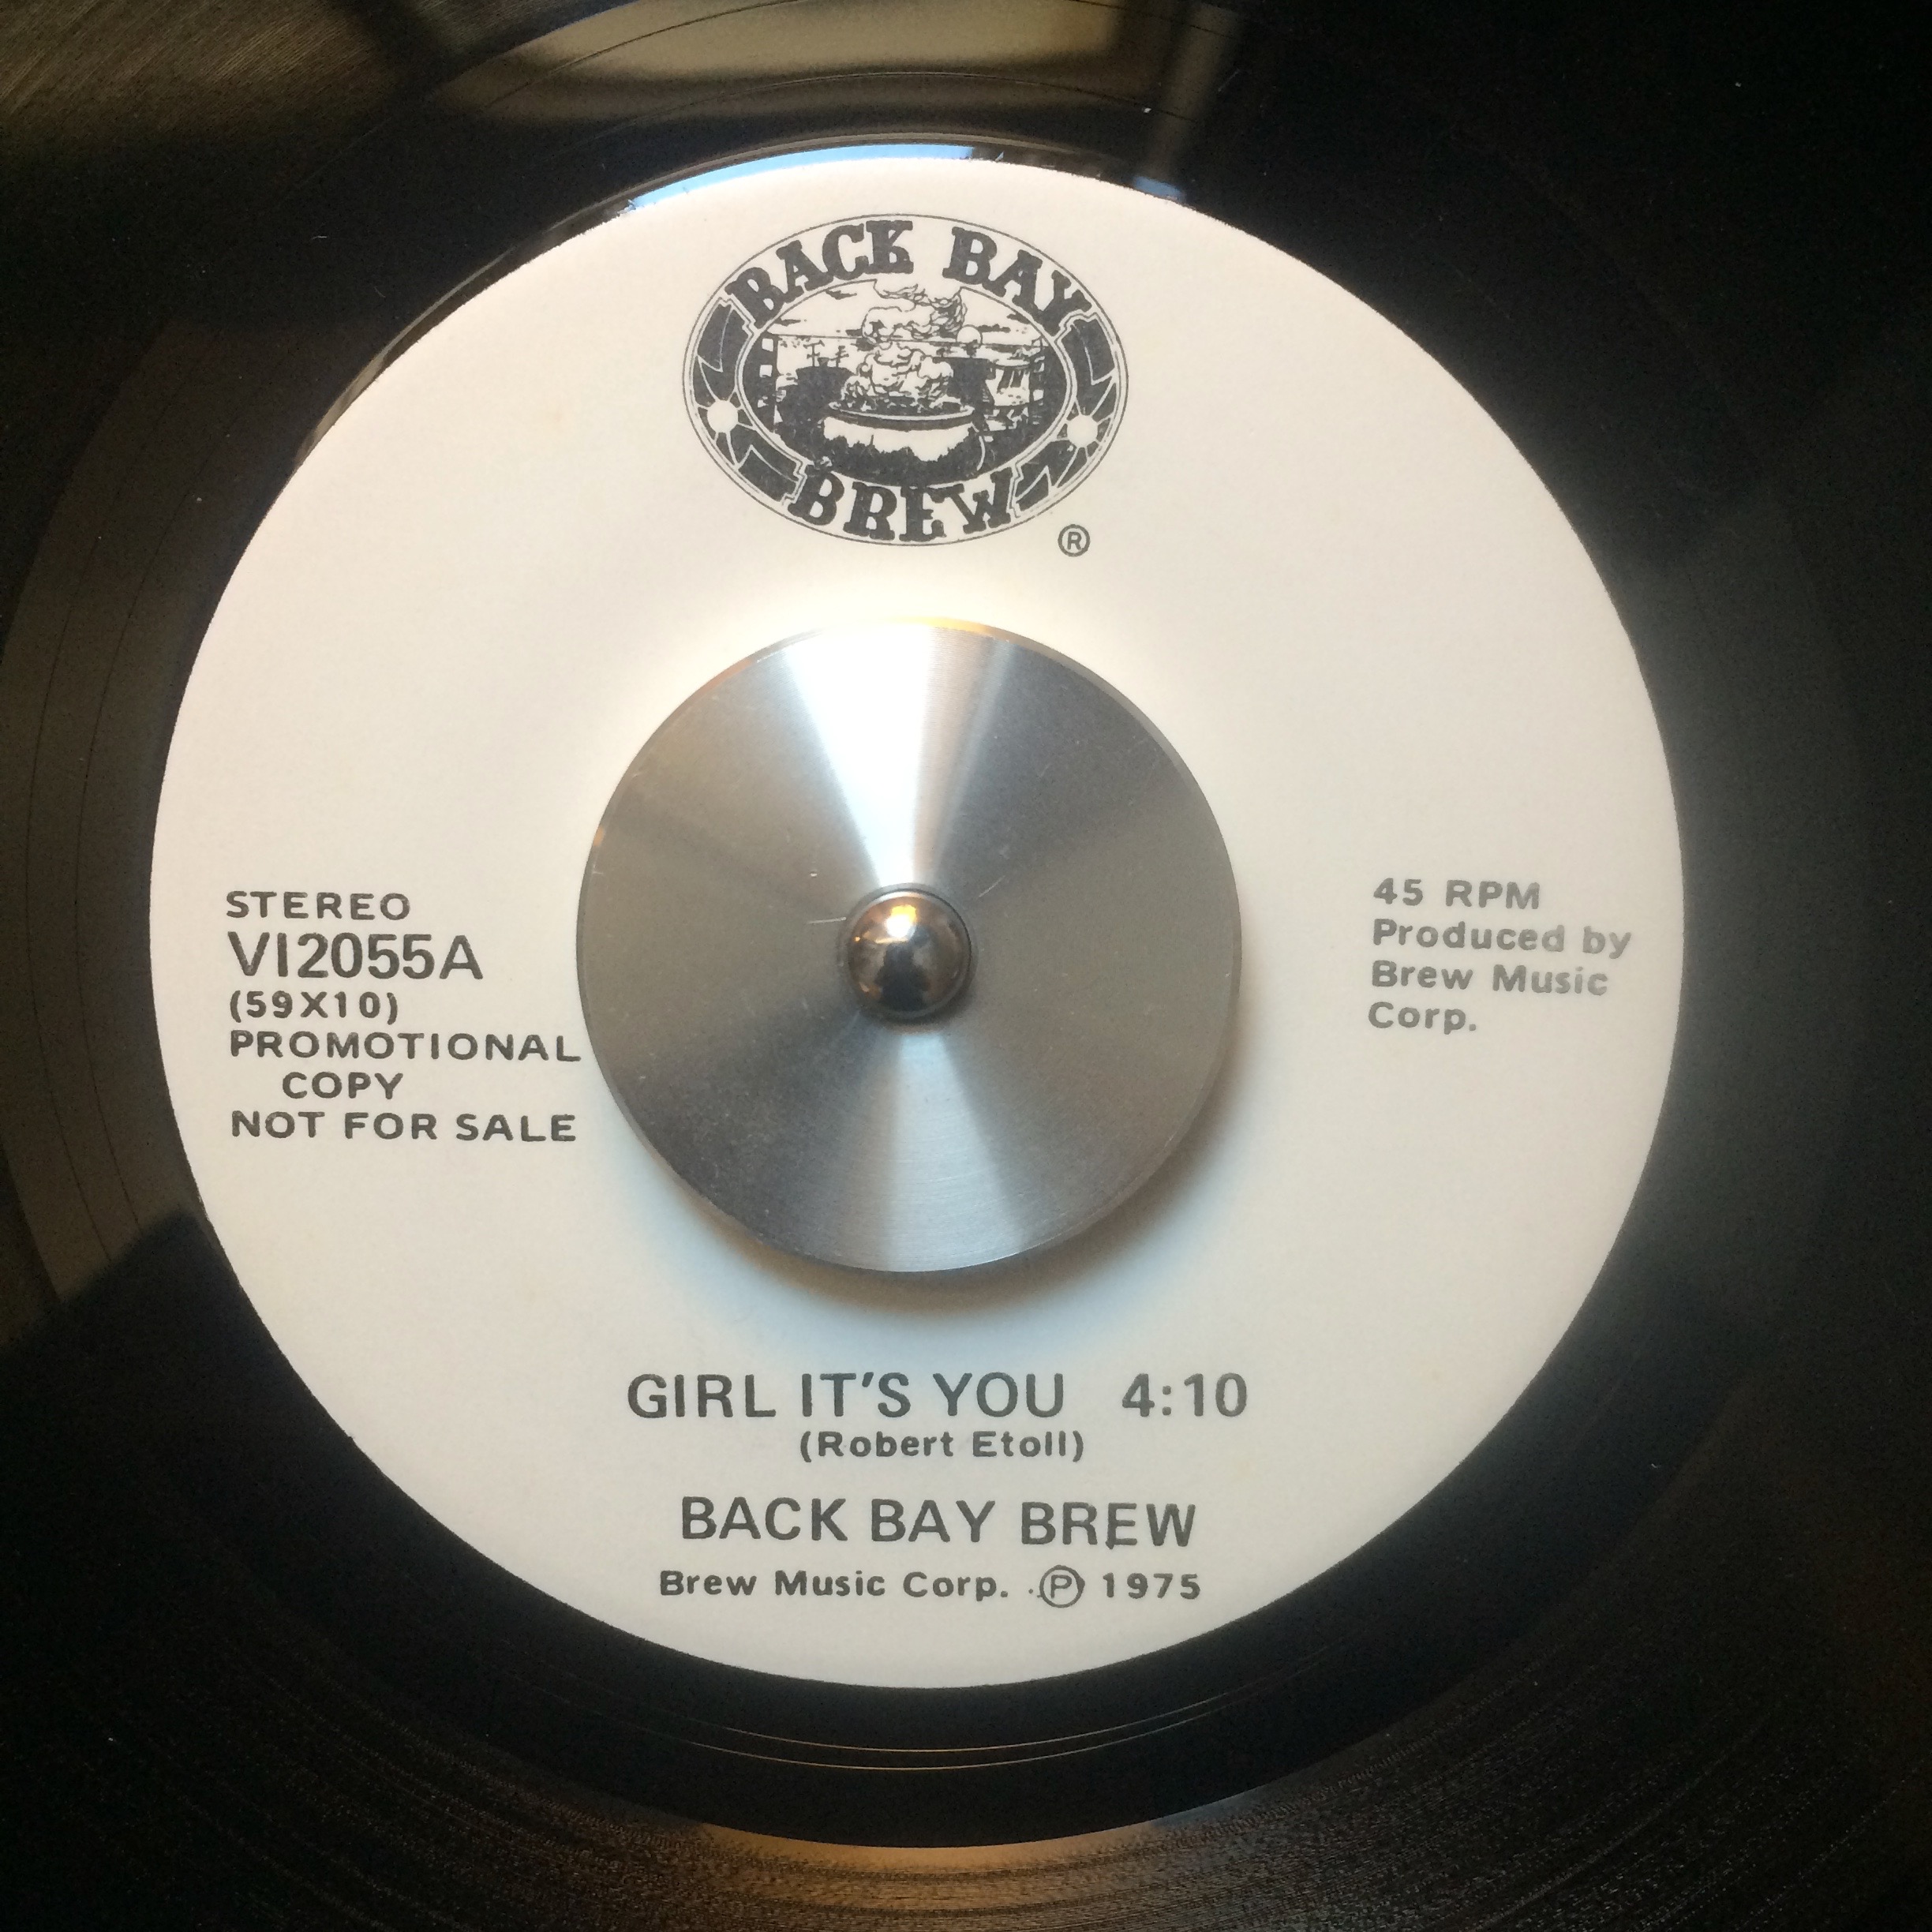 BACK BAY
BREW
®
STEREO
VI2055A
(59X10)
PROMOTIONAL
COPY
NOT FOR SALE
45 RPM
Produced by
Brew Music
Corp.
GIRL IT'S YOU 4:10
(Robert Etoll)
BACK BAY BREW
Brew Music Corp. ℗ 1975